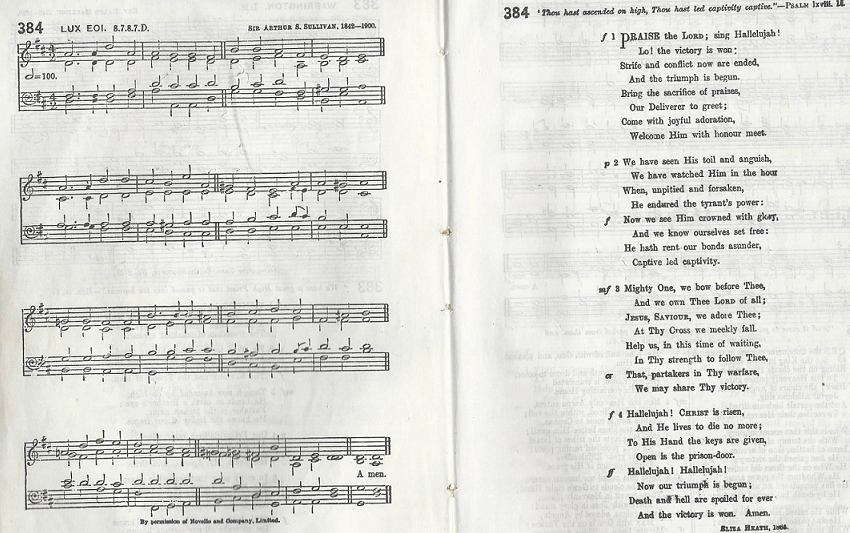 384 LUX EOI. 8.7.8.7.D. SIR ARTHUR S. SULLIVAN, 1842—1900.
=100.
A men.
By permission of Novello and Company, Limited.
384 'Thou hast ascended on high, Thou hast led captivity captive."—PSALM lxviii. 18.
f 1 PRAISE the LORD; sing Hallelujah!
Lo! the victory is won;
Strife and conflict now are ended,
And the triumph is begun.
Bring the sacrifice of praises,
Our Deliverer to greet;
Come with joyful adoration,
Welcome Him with honour meet.
p 2 We have seen His toil and anguish,
We have watched Him in the hour
When, unpitied and forsaken,
He endured the tyrant's power:
f Now we see Him crowned with glory,
And we know ourselves set free:
He hath rent our bonds asunder,
Captive led captivity.
mf 3 Mighty One, we bow before Thee,
And we own Thee LORD of all;
JESUS, SAVIOUR, we adore Thee;
At Thy Cross we weekly fall.
Help us, in this time of waiting,
In Thy strength to follow Thee,
cr That, partakers in Thy warfare,
We may share Thy victory.
f 4 Hallelujah! CHRIST is risen,
And He lives to die no more;
To His Hand the keys are given,
Open is the prison-door.
ff Hallelujah! Hallelujah!
Now our triumph is begun;
Death and hell are spoiled for ever
And the victory is won. Amen.
ELIZA HEATH,